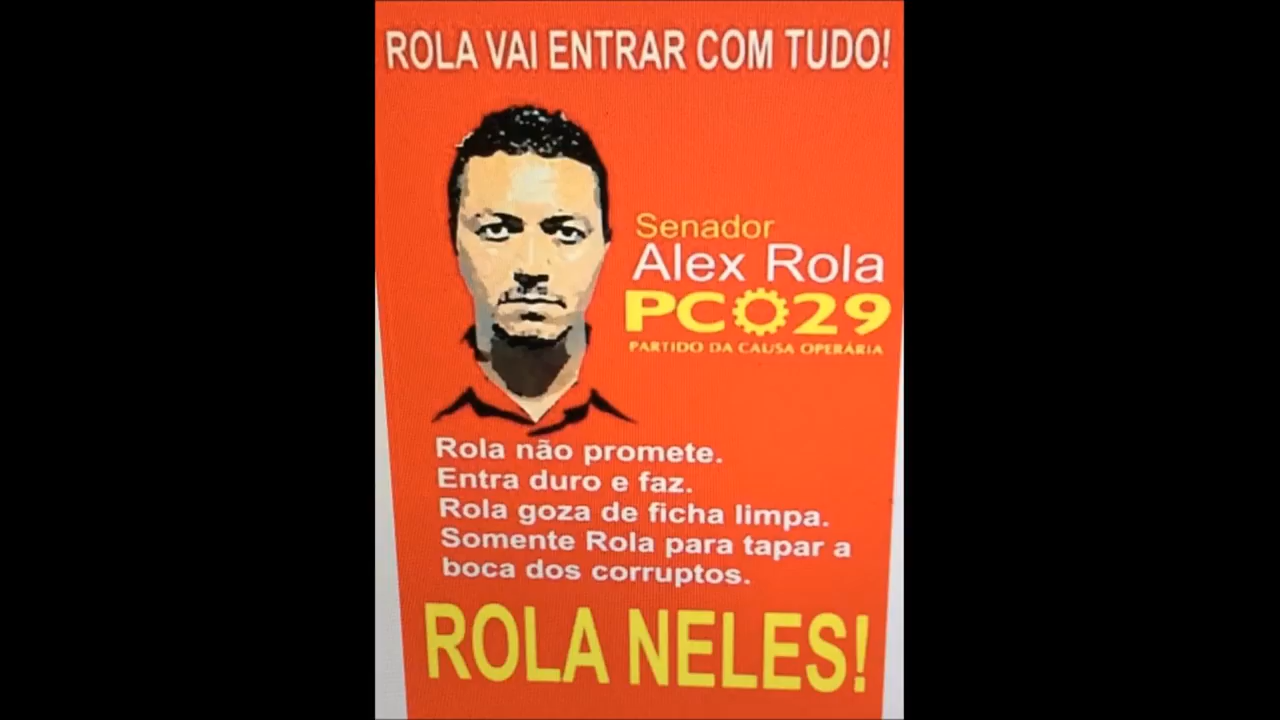 ROLA VAI ENTRAR COM TUDO!
Senador
Alex Rola
PCO29
PARTIDO DA CAUSA OPERÁRIA
Rola não promete.
Entra duro e faz.
Rola goza de ficha limpa.
Somente Rola para tapar a
boca dos corruptos.
ROLA NELES!